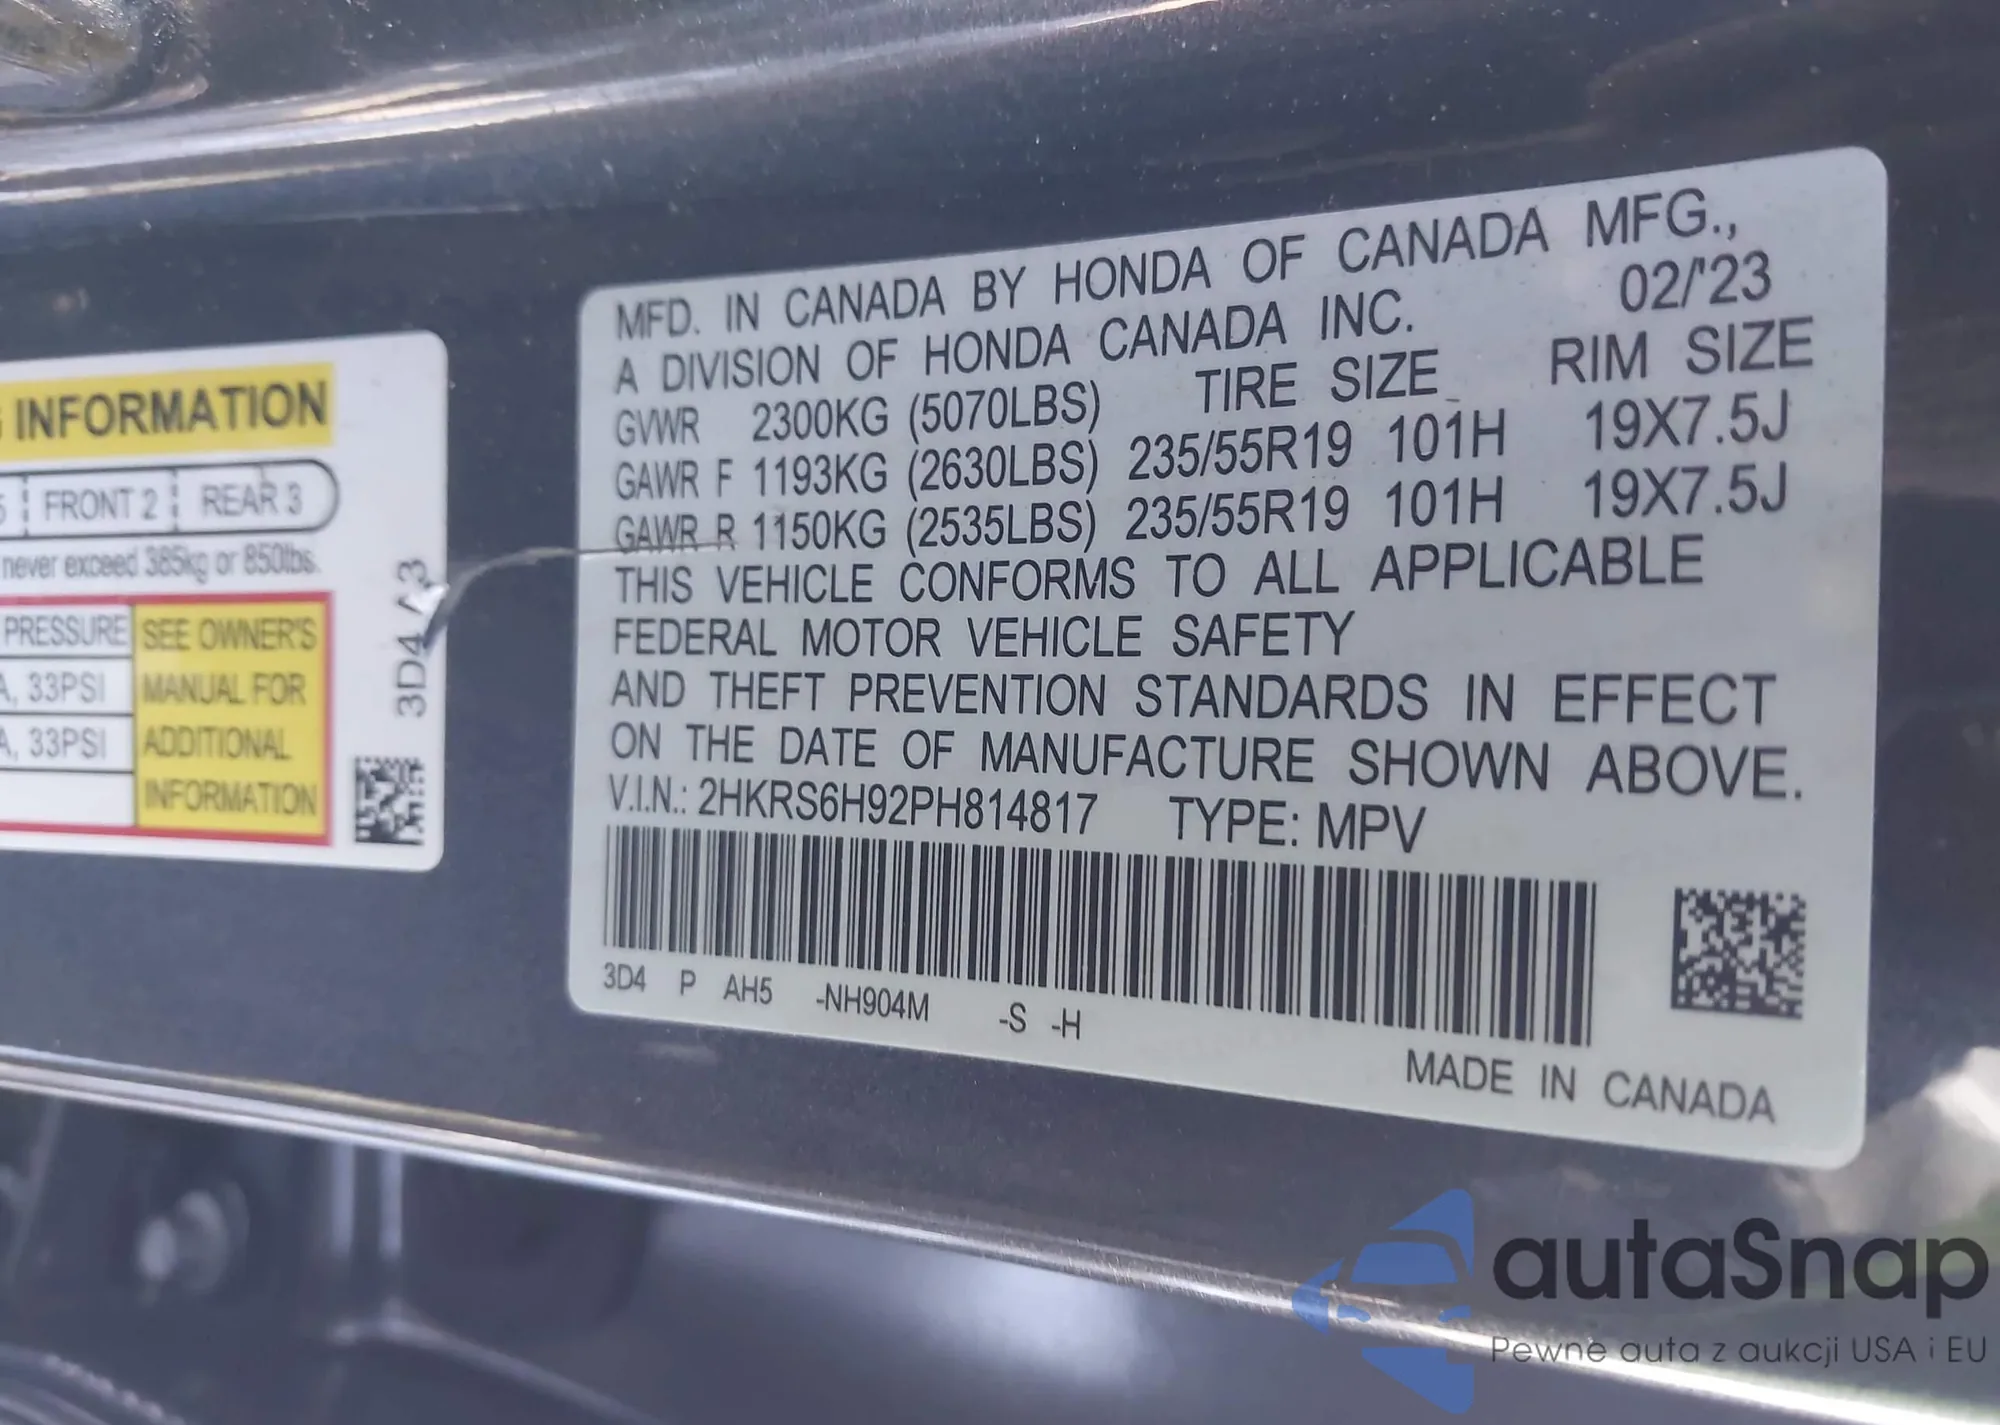 INFORMATION
FRONT 2
REAR 3
never exceed 385kg or 850lbs.
PRESSURE
SEE OWNER'S
MANUAL FOR
ADDITIONAL
INFORMATION
A, 33PSI
A, 33PSI
3D4
MFD. IN CANADA BY HONDA OF CANADA MFG.,
A DIVISION OF HONDA CANADA INC. 02/'23
GVWR 2300KG (5070LBS) TIRE SIZE RIM SIZE
GAWR F 1193KG (2630LBS) 235/55R19 101H 19X7.5J
GAWR R 1150KG (2535LBS) 235/55R19 101H 19X7.5J
THIS VEHICLE CONFORMS TO ALL APPLICABLE
FEDERAL MOTOR VEHICLE SAFETY
AND THEFT PREVENTION STANDARDS IN EFFECT
ON THE DATE OF MANUFACTURE SHOWN ABOVE.
V.I.N.: 2HKRS6H92PH814817 TYPE: MPV
3D4 P AH5 -NH904M -S -H
MADE IN CANADA
autaSnap
Pewne auta z aukcji USA i EU